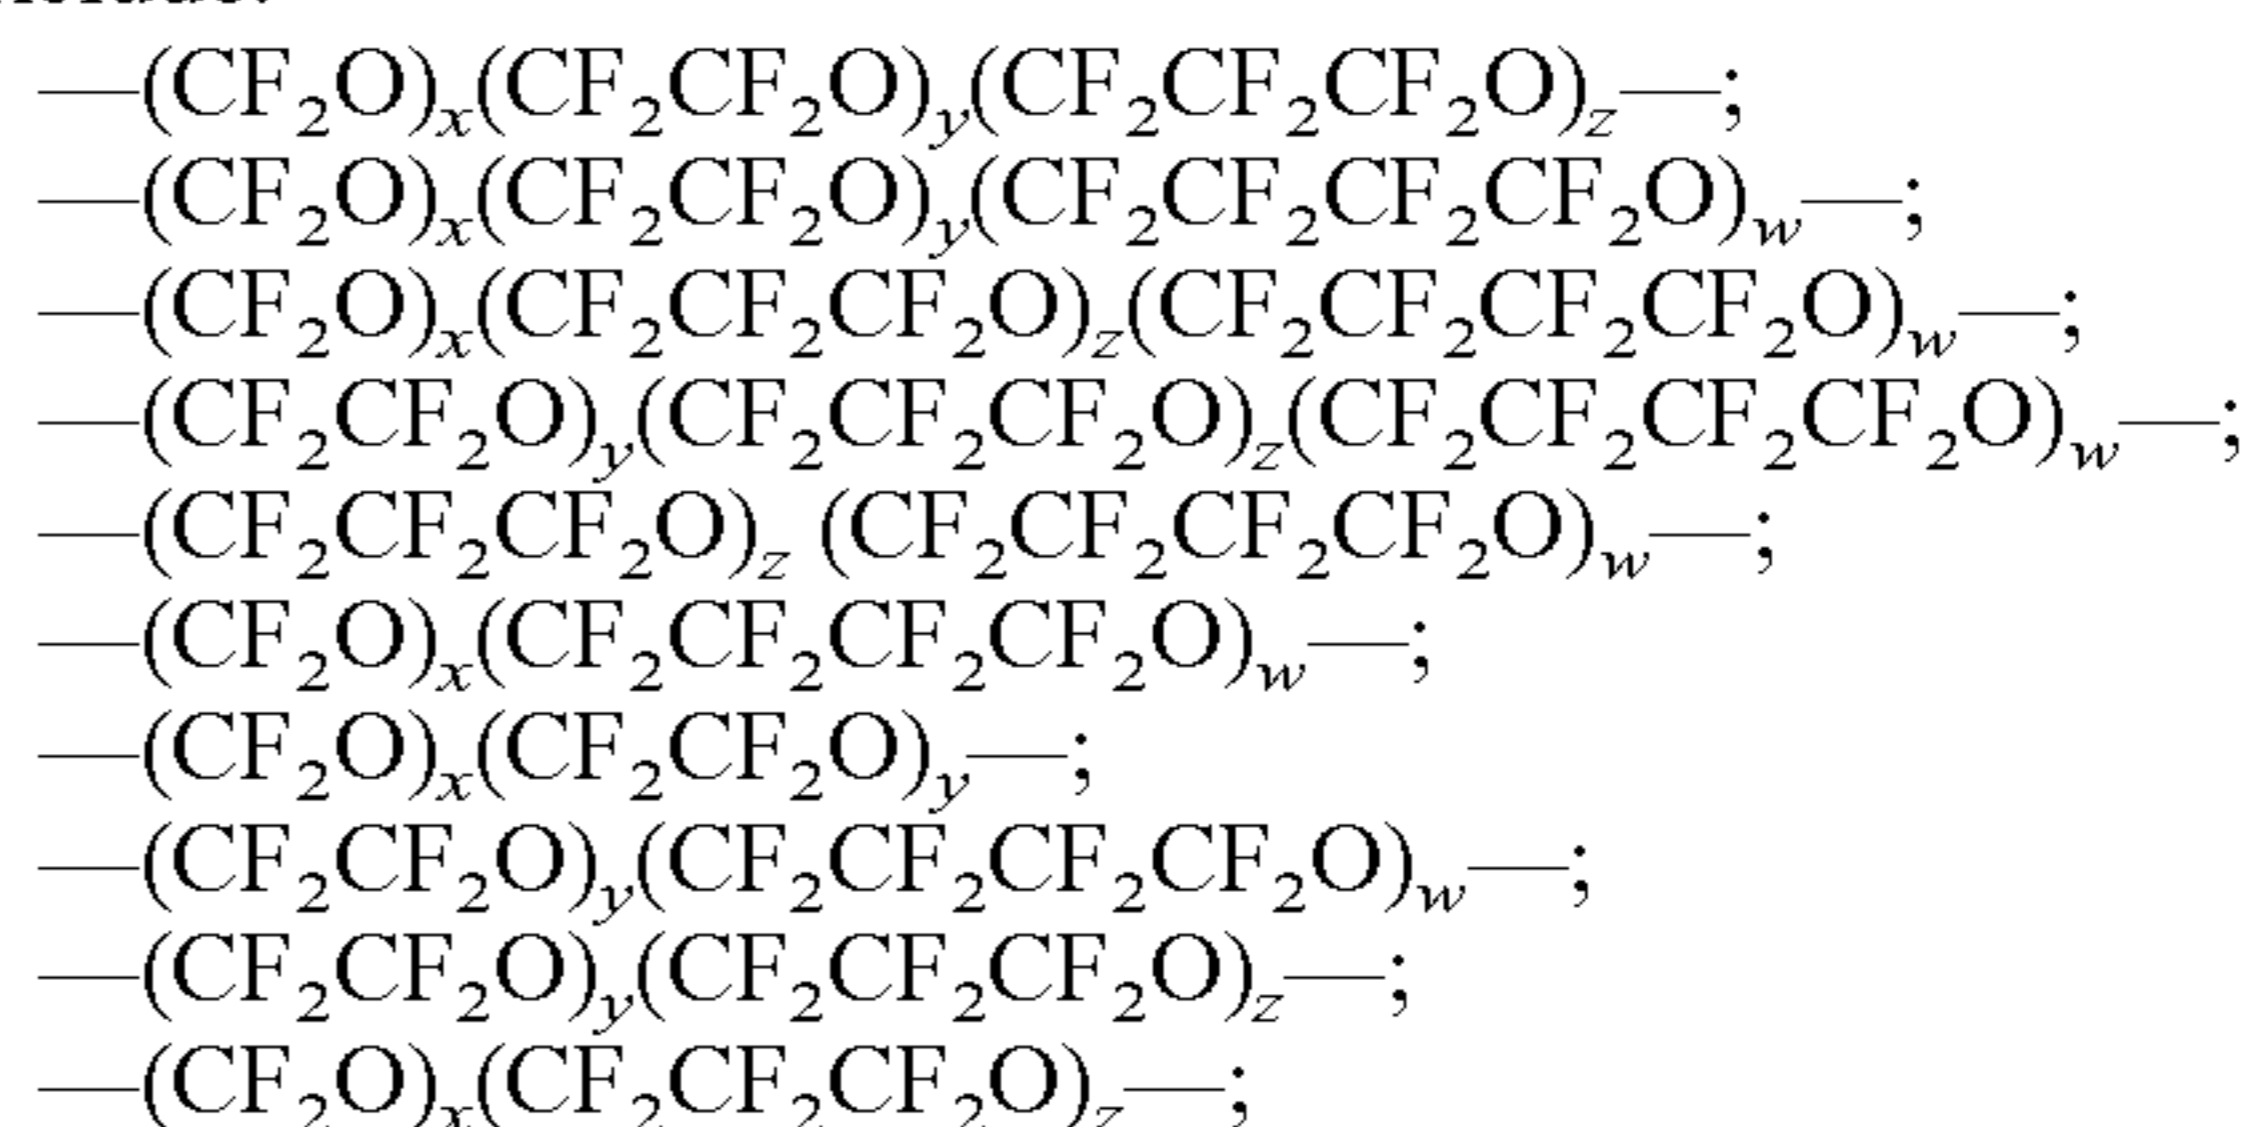 —(CF₂O)ₓ(CF₂CF₂O)y(CF₂CF₂CF₂O)z—;
—(CF₂O)ₓ(CF₂CF₂O)y(CF₂CF₂CF₂CF₂O)w—;
—(CF₂O)ₓ(CF₂CF₂CF₂O)z(CF₂CF₂CF₂CF₂O)w—;
—(CF₂CF₂O)y(CF₂CF₂CF₂O)z(CF₂CF₂CF₂CF₂O)w—;
—(CF₂CF₂CF₂O)z (CF₂CF₂CF₂CF₂O)w—;
—(CF₂O)ₓ(CF₂CF₂CF₂CF₂O)w—;
—(CF₂O)ₓ(CF₂CF₂O)y—;
—(CF₂CF₂O)y(CF₂CF₂CF₂CF₂O)w—;
—(CF₂CF₂O)y(CF₂CF₂CF₂O)z—;
—(CF₂O)ₓ(CF₂CF₂CF₂O)z—;